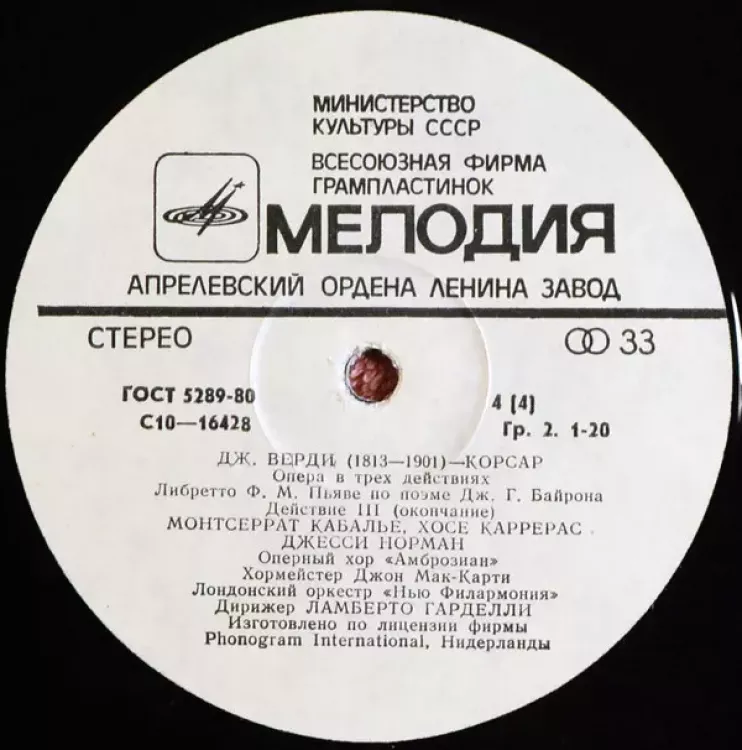 МИНИСТЕРСТВО
КУЛЬТУРЫ СССР
ВСЕСОЮЗНАЯ ФИРМА
ГРАМПЛАСТИНОК
МЕЛОДИЯ
АПРЕЛЕВСКИЙ ОРДЕНА ЛЕНИНА ЗАВОД
СТЕРЕО 33
ГОСТ 5289-80 4 (4)
С10—16428 Гр. 2. 1-20
ДЖ. ВЕРДИ (1813—1901)—КОРСАР
Опера в трех действиях
Либретто Ф. М. Пьяве по поэме Дж. Г. Байрона
Действие III (окончание)
МОНТСЕРРАТ КАБАЛЬЕ, ХОСЕ КАРРЕРАС
ДЖЕССИ НОРМАН
Оперный хор «Амброзиан»
Хормейстер Джон Мак-Карти
Лондонский оркестр «Нью Филармония»
Дирижер ЛАМБЕРТО ГАРДЕЛЛИ
Изготовлено по лицензии фирмы
Phonogram International, Нидерланды